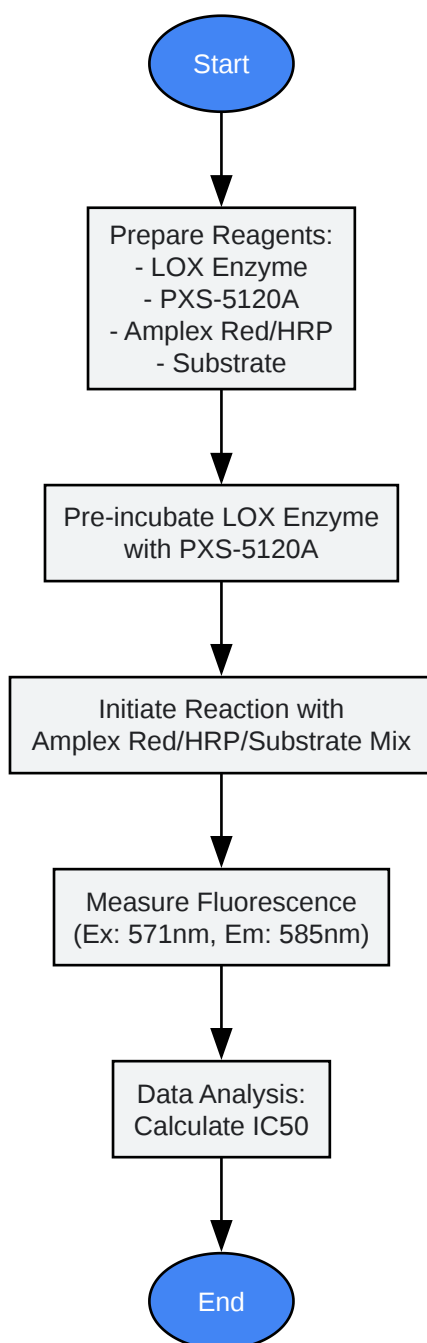 Start
Prepare Reagents:
- LOX Enzyme
- PXS-5120A
- Amplex Red/HRP
- Substrate
Pre-incubate LOX Enzyme
with PXS-5120A
Initiate Reaction with
Amplex Red/HRP/Substrate Mix
Measure Fluorescence
(Ex: 571nm, Em: 585nm)
Data Analysis:
Calculate IC50
End